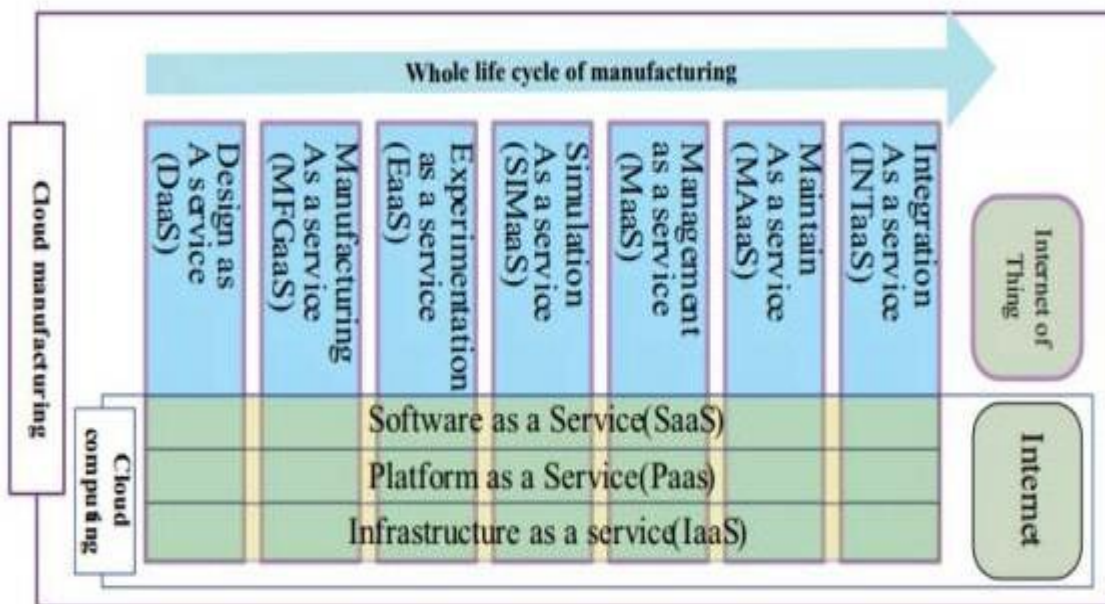 Whole life cycle of manufacturing
Cloud manufacturing
Design as
A service
(DaaS)
Manufacturing
As a service
(MFGaaS)
Experimentation
as a service
(EaaS)
Simulation
As a service
(SIMaaS)
Management
as a service
(MaaS)
Maintain
As a service
(MAaaS)
Integration
As a service
(INTaaS)
Internet of
Thing
Cloud
computing
Software as a Service(SaaS)
Platform as a Service(Paas)
Infrastructure as a service(IaaS)
Internet